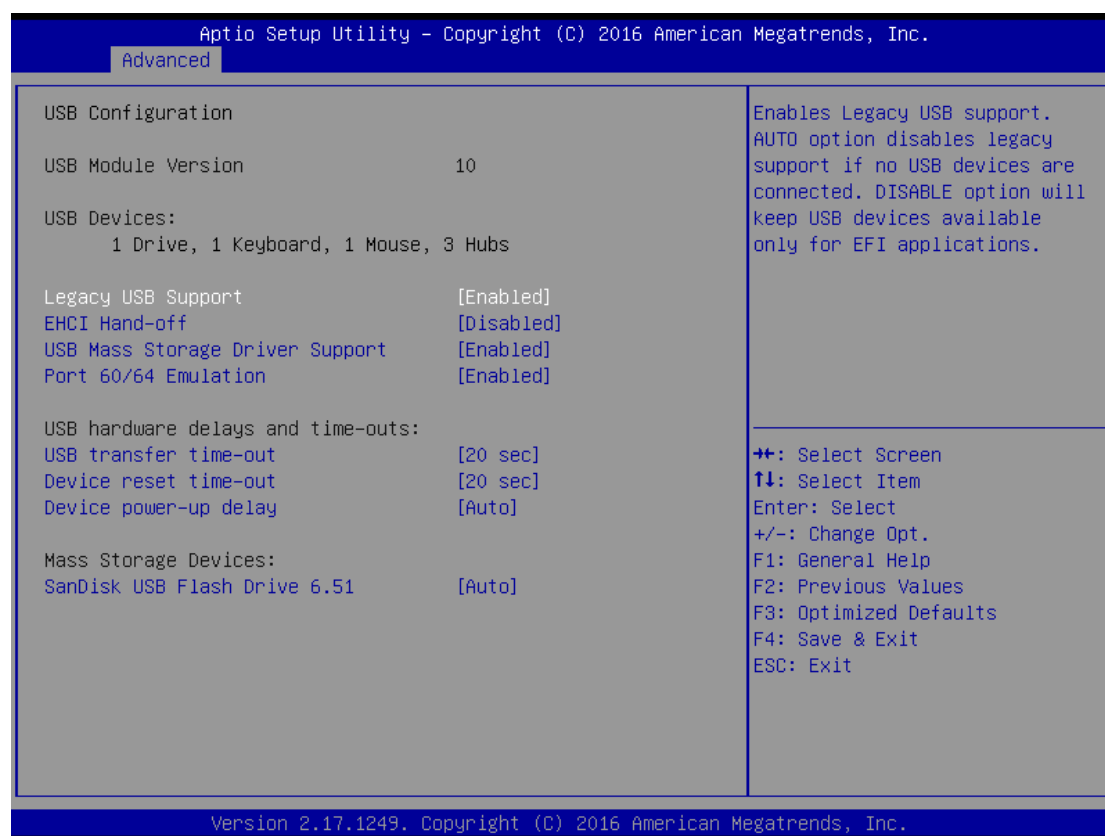 Aptio Setup Utility – Copyright (C) 2016 American Megatrends, Inc.
Advanced
USB Configuration
USB Module Version 10
USB Devices:
1 Drive, 1 Keyboard, 1 Mouse, 3 Hubs
Legacy USB Support [Enabled]
EHCI Hand-off [Disabled]
USB Mass Storage Driver Support [Enabled]
Port 60/64 Emulation [Enabled]
USB hardware delays and time-outs:
USB transfer time-out [20 sec]
Device reset time-out [20 sec]
Device power-up delay [Auto]
Mass Storage Devices:
SanDisk USB Flash Drive 6.51 [Auto]
Enables Legacy USB support.
AUTO option disables legacy
support if no USB devices are
connected. DISABLE option will
keep USB devices available
only for EFI applications.
→←: Select Screen
↑↓: Select Item
Enter: Select
+/-: Change Opt.
F1: General Help
F2: Previous Values
F3: Optimized Defaults
F4: Save & Exit
ESC: Exit
Version 2.17.1249. Copyright (C) 2016 American Megatrends, Inc.